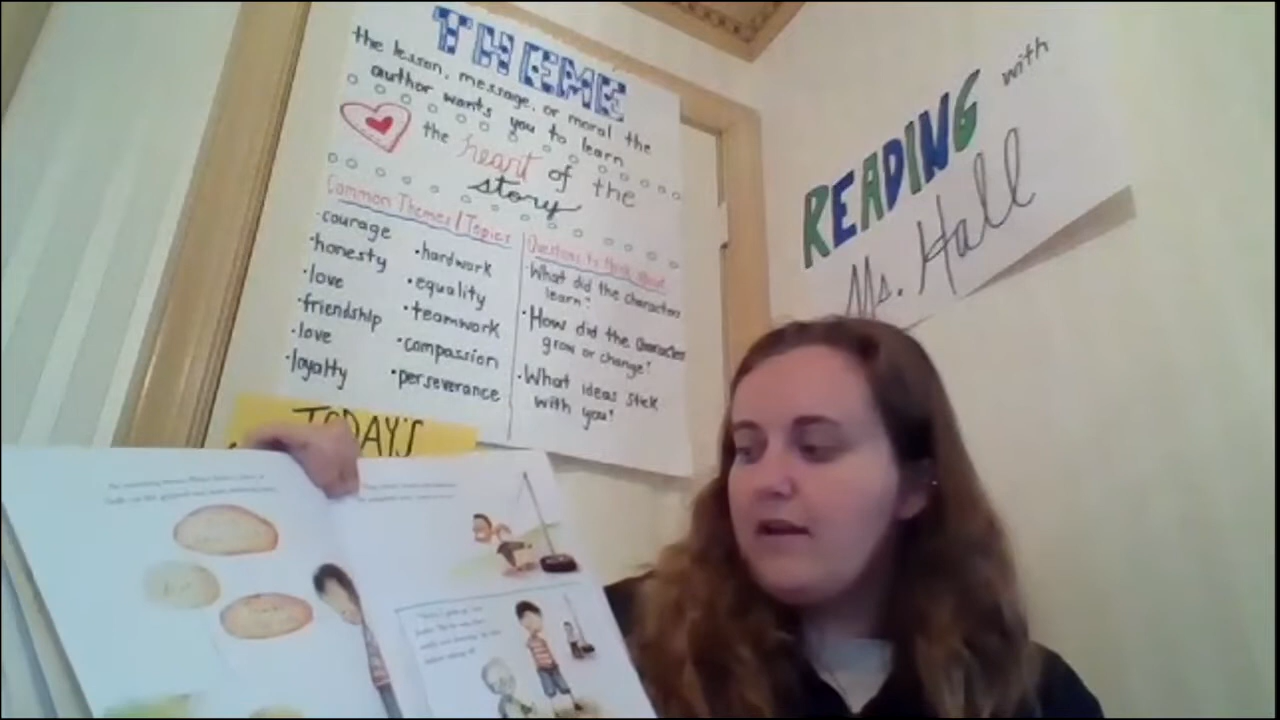 THEME
the lesson, message, or moral the
author wants you to learn
the heart of the
story
Common Themes/Topics
·courage
·honesty
·love
·friendship
·love
·loyalty
·hardwork
·equality
·teamwork
·compassion
·perseverance
Questions to think about
·What did the characters
learn?
·How did the characters
grow or change?
·What ideas stick
with you?
READING with
Ms. Hall
TODAY'S